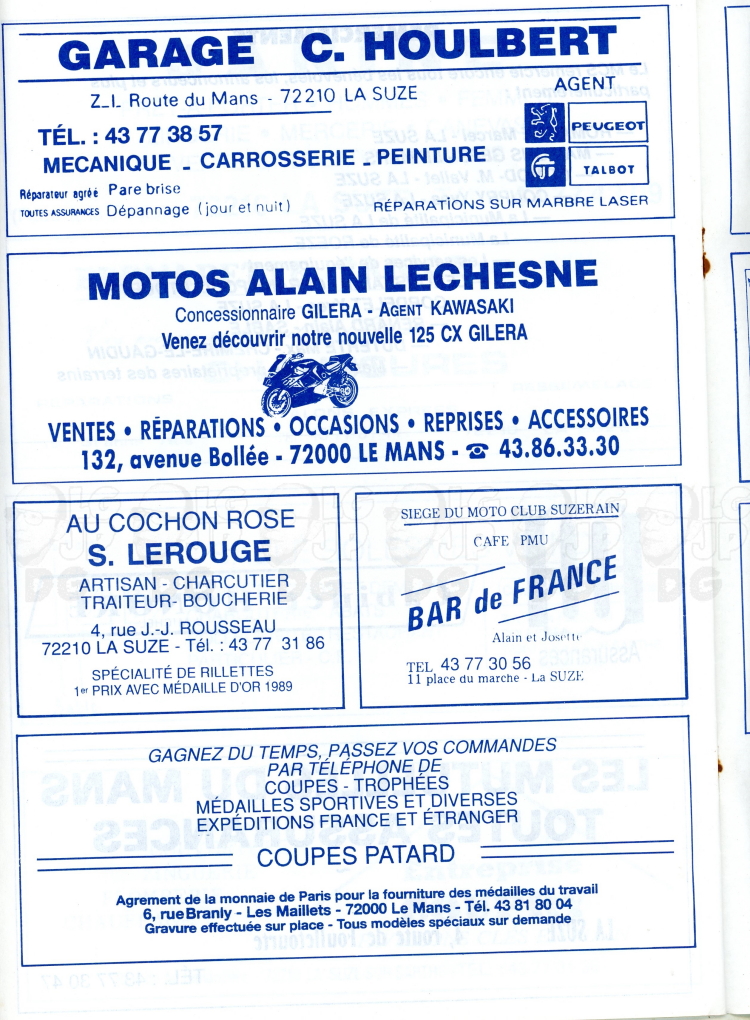 GARAGE C. HOULBERT
Z.I. Route du Mans - 72210 LA SUZE
AGENT
TÉL. : 43 77 38 57
PEUGEOT
MECANIQUE - CARROSSERIE - PEINTURE
TALBOT
Réparateur agréé Pare brise
TOUTES ASSURANCES Dépannage (jour et nuit)
RÉPARATIONS SUR MARBRE LASER
MOTOS ALAIN LECHESNE
Concessionnaire GILERA - AGENT KAWASAKI
Venez découvrir notre nouvelle 125 CX GILERA
VENTES • RÉPARATIONS • OCCASIONS • REPRISES • ACCESSOIRES
132, avenue Bollée - 72000 LE MANS - ☎ 43.86.33.30
AU COCHON ROSE
S. LEROUGE
ARTISAN - CHARCUTIER
TRAITEUR- BOUCHERIE
4, rue J.-J. ROUSSEAU
72210 LA SUZE - Tél. : 43 77 31 86
SPÉCIALITÉ DE RILLETTES
1er PRIX AVEC MÉDAILLE D'OR 1989
SIEGE DU MOTO CLUB SUZERAIN
CAFE PMU
BAR de FRANCE
Alain et Josette
TEL 43 77 30 56
11 place du marche - La SUZE
GAGNEZ DU TEMPS, PASSEZ VOS COMMANDES
PAR TÉLÉPHONE DE
COUPES - TROPHÉES
MÉDAILLES SPORTIVES ET DIVERSES
EXPÉDITIONS FRANCE ET ÉTRANGER
COUPES PATARD
Agrement de la monnaie de Paris pour la fourniture des médailles du travail
6, rue Branly - Les Maillets - 72000 Le Mans - Tél. 43 81 80 04
Gravure effectuée sur place - Tous modèles spéciaux sur demande